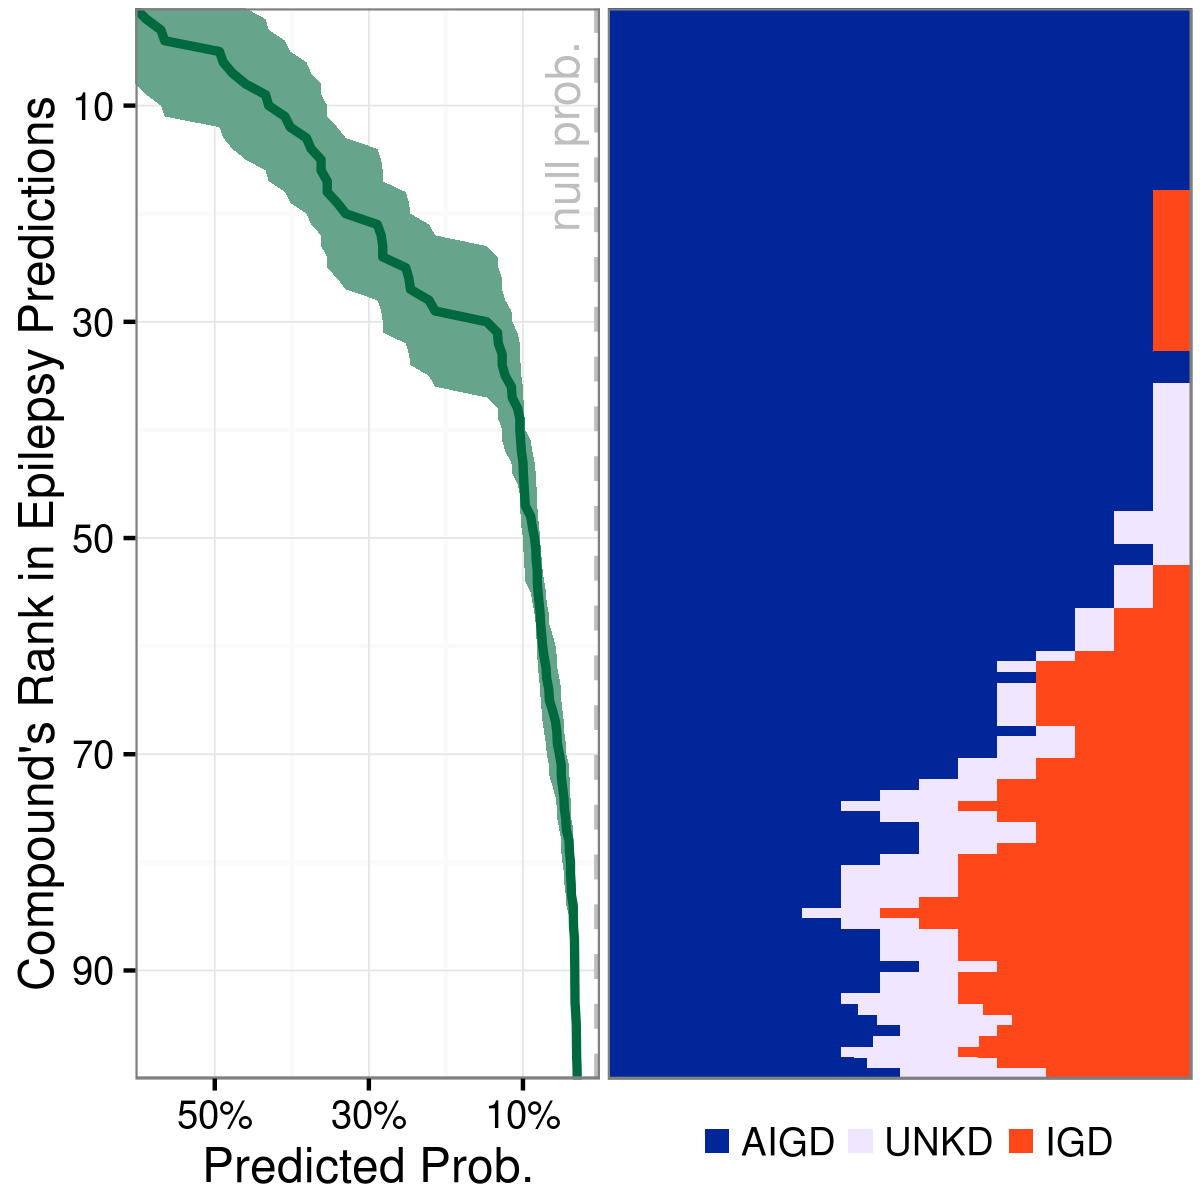 Compound's Rank in Epilepsy Predictions
10
30
50
70
90
null prob.
50% 30% 10%
Predicted Prob.
AIGD UNKD IGD